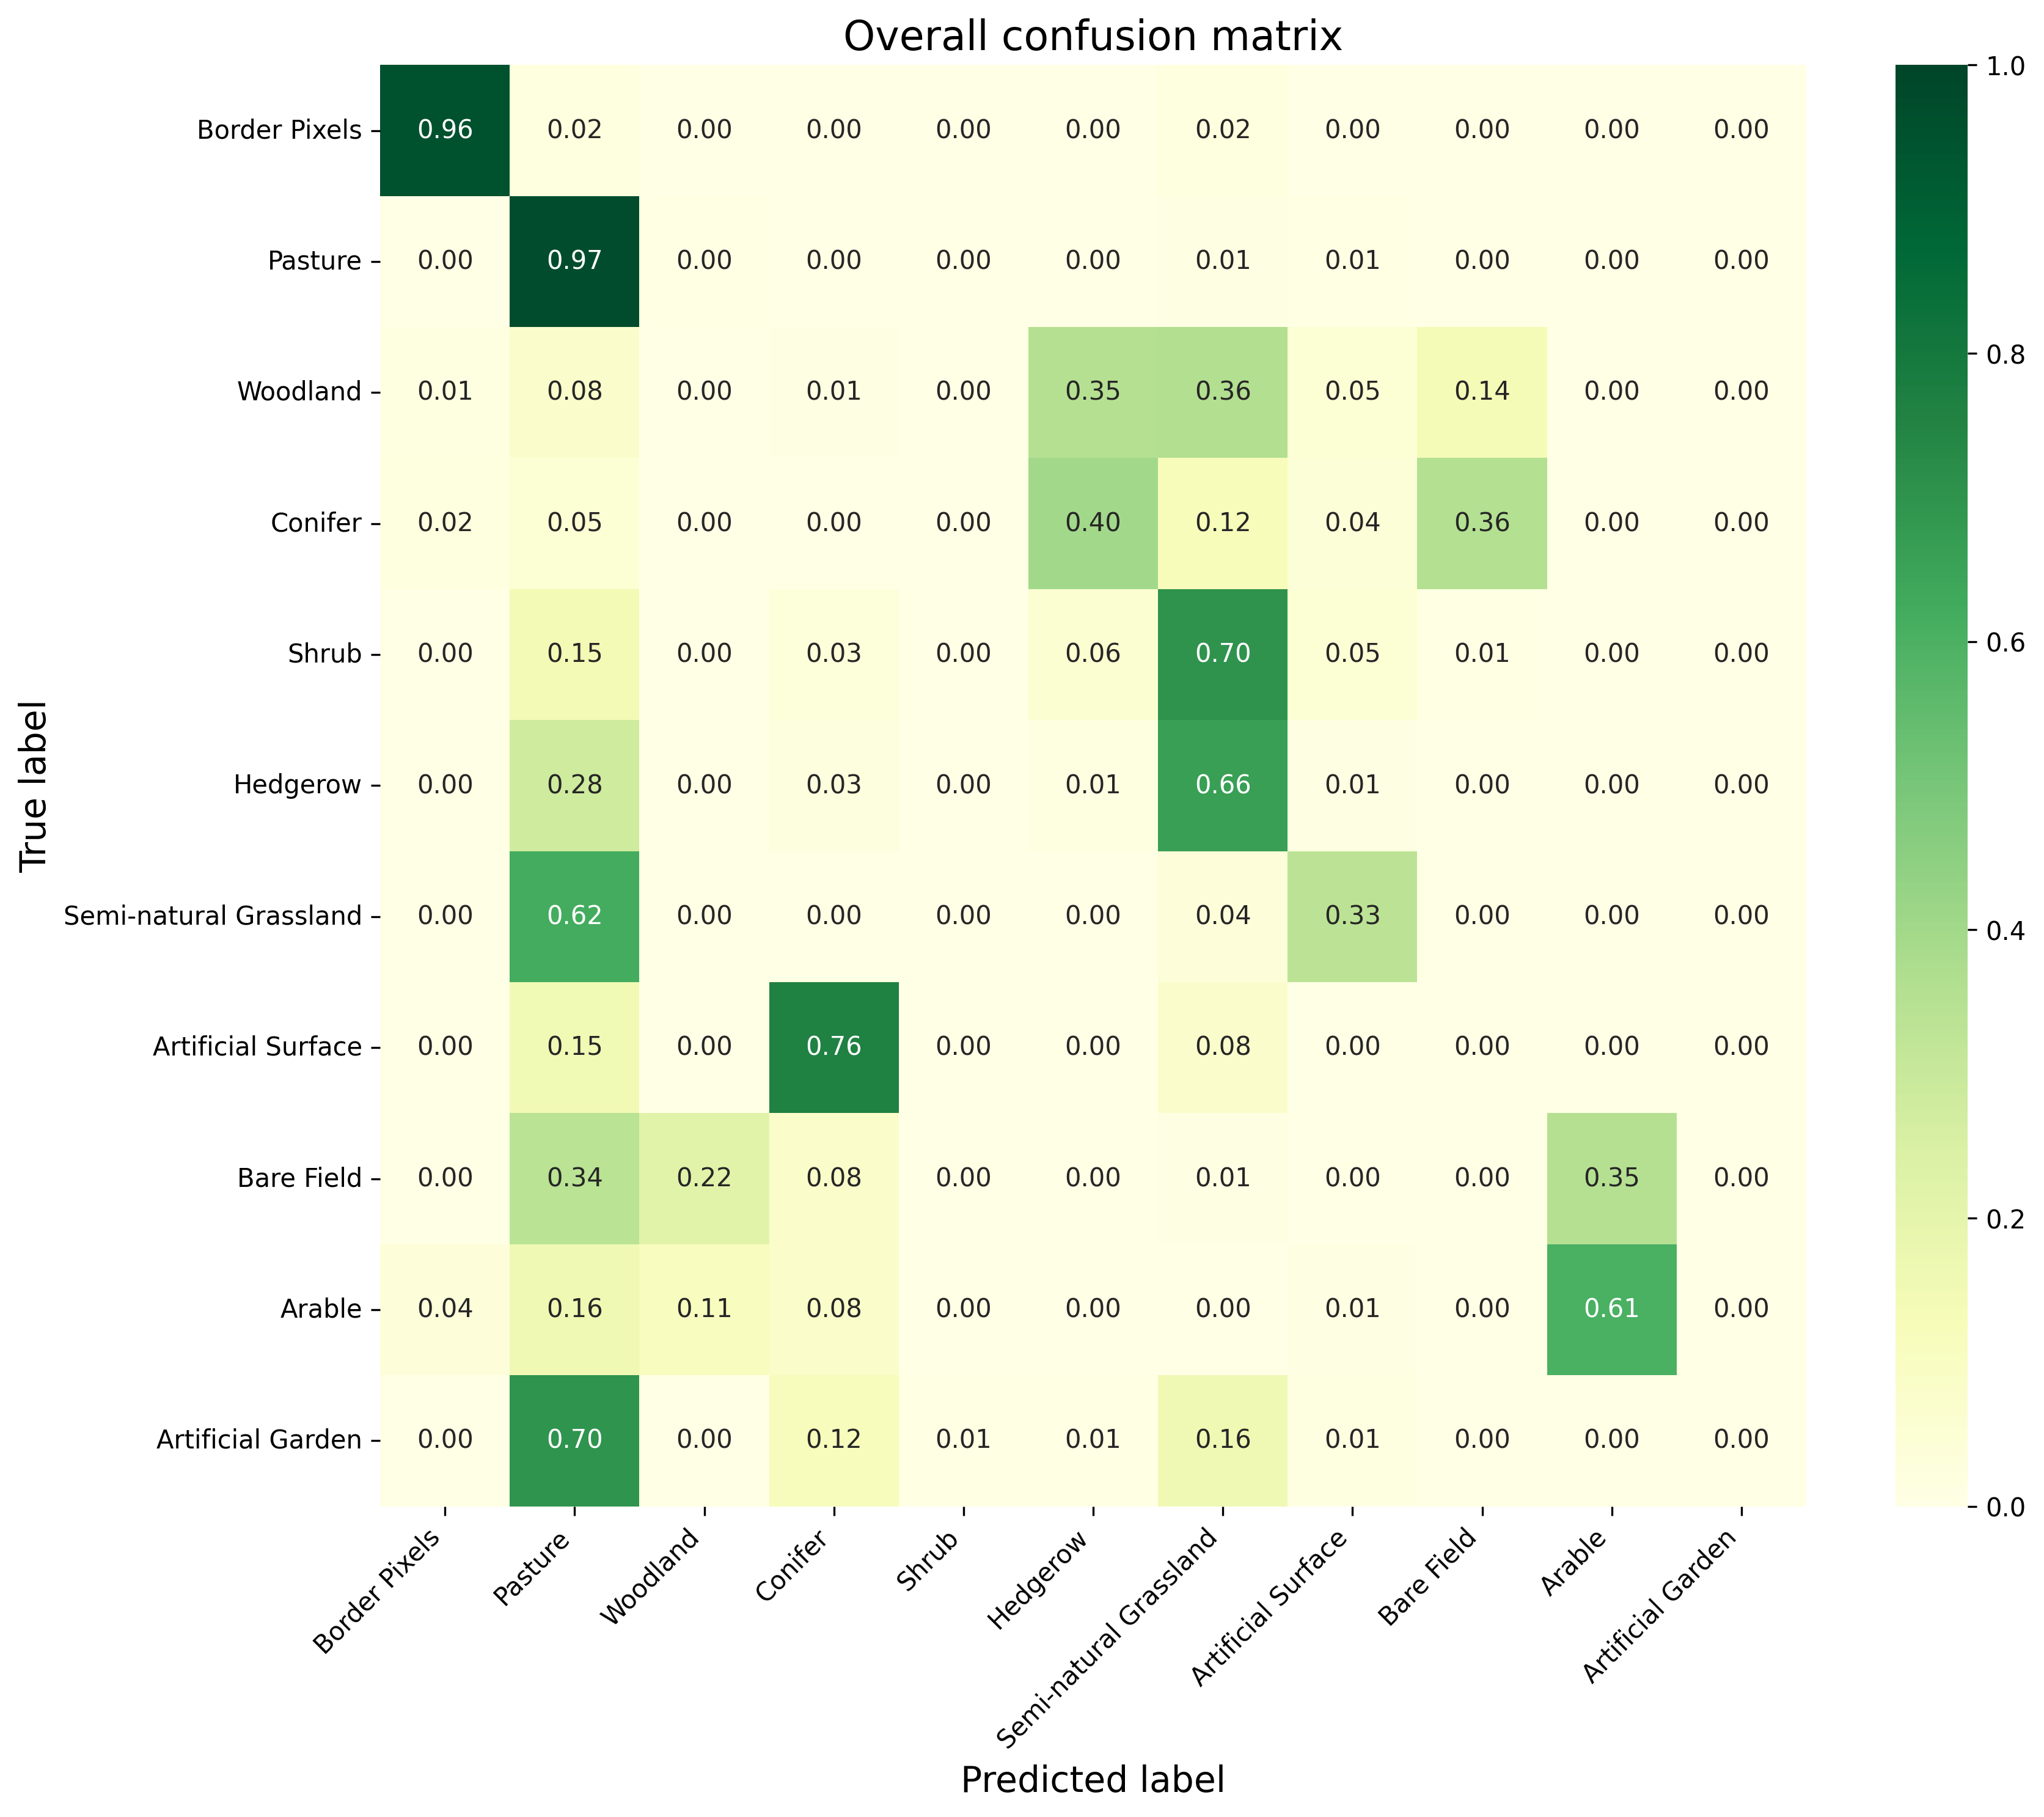 Overall confusion matrix
Border Pixels 0.96 0.02 0.00 0.00 0.00 0.00 0.02 0.00 0.00 0.00 0.00
Pasture 0.00 0.97 0.00 0.00 0.00 0.00 0.01 0.01 0.00 0.00 0.00
Woodland 0.01 0.08 0.00 0.01 0.00 0.35 0.36 0.05 0.14 0.00 0.00
Conifer 0.02 0.05 0.00 0.00 0.00 0.40 0.12 0.04 0.36 0.00 0.00
Shrub 0.00 0.15 0.00 0.03 0.00 0.06 0.70 0.05 0.01 0.00 0.00
Hedgerow 0.00 0.28 0.00 0.03 0.00 0.01 0.66 0.01 0.00 0.00 0.00
Semi-natural Grassland 0.00 0.62 0.00 0.00 0.00 0.00 0.04 0.33 0.00 0.00 0.00
Artificial Surface 0.00 0.15 0.00 0.76 0.00 0.00 0.08 0.00 0.00 0.00 0.00
Bare Field 0.00 0.34 0.22 0.08 0.00 0.00 0.01 0.00 0.00 0.35 0.00
Arable 0.04 0.16 0.11 0.08 0.00 0.00 0.00 0.01 0.00 0.61 0.00
Artificial Garden 0.00 0.70 0.00 0.12 0.01 0.01 0.16 0.01 0.00 0.00 0.00
True label
Border Pixels
Pasture
Woodland
Conifer
Shrub
Hedgerow
Semi-natural Grassland
Artificial Surface
Bare Field
Arable
Artificial Garden
Predicted label
1.0
0.8
0.6
0.4
0.2
0.0